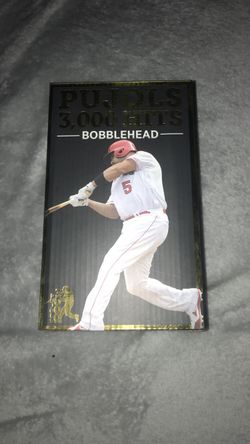 PUJOLS
3,000 HITS
BOBBLEHEAD
5